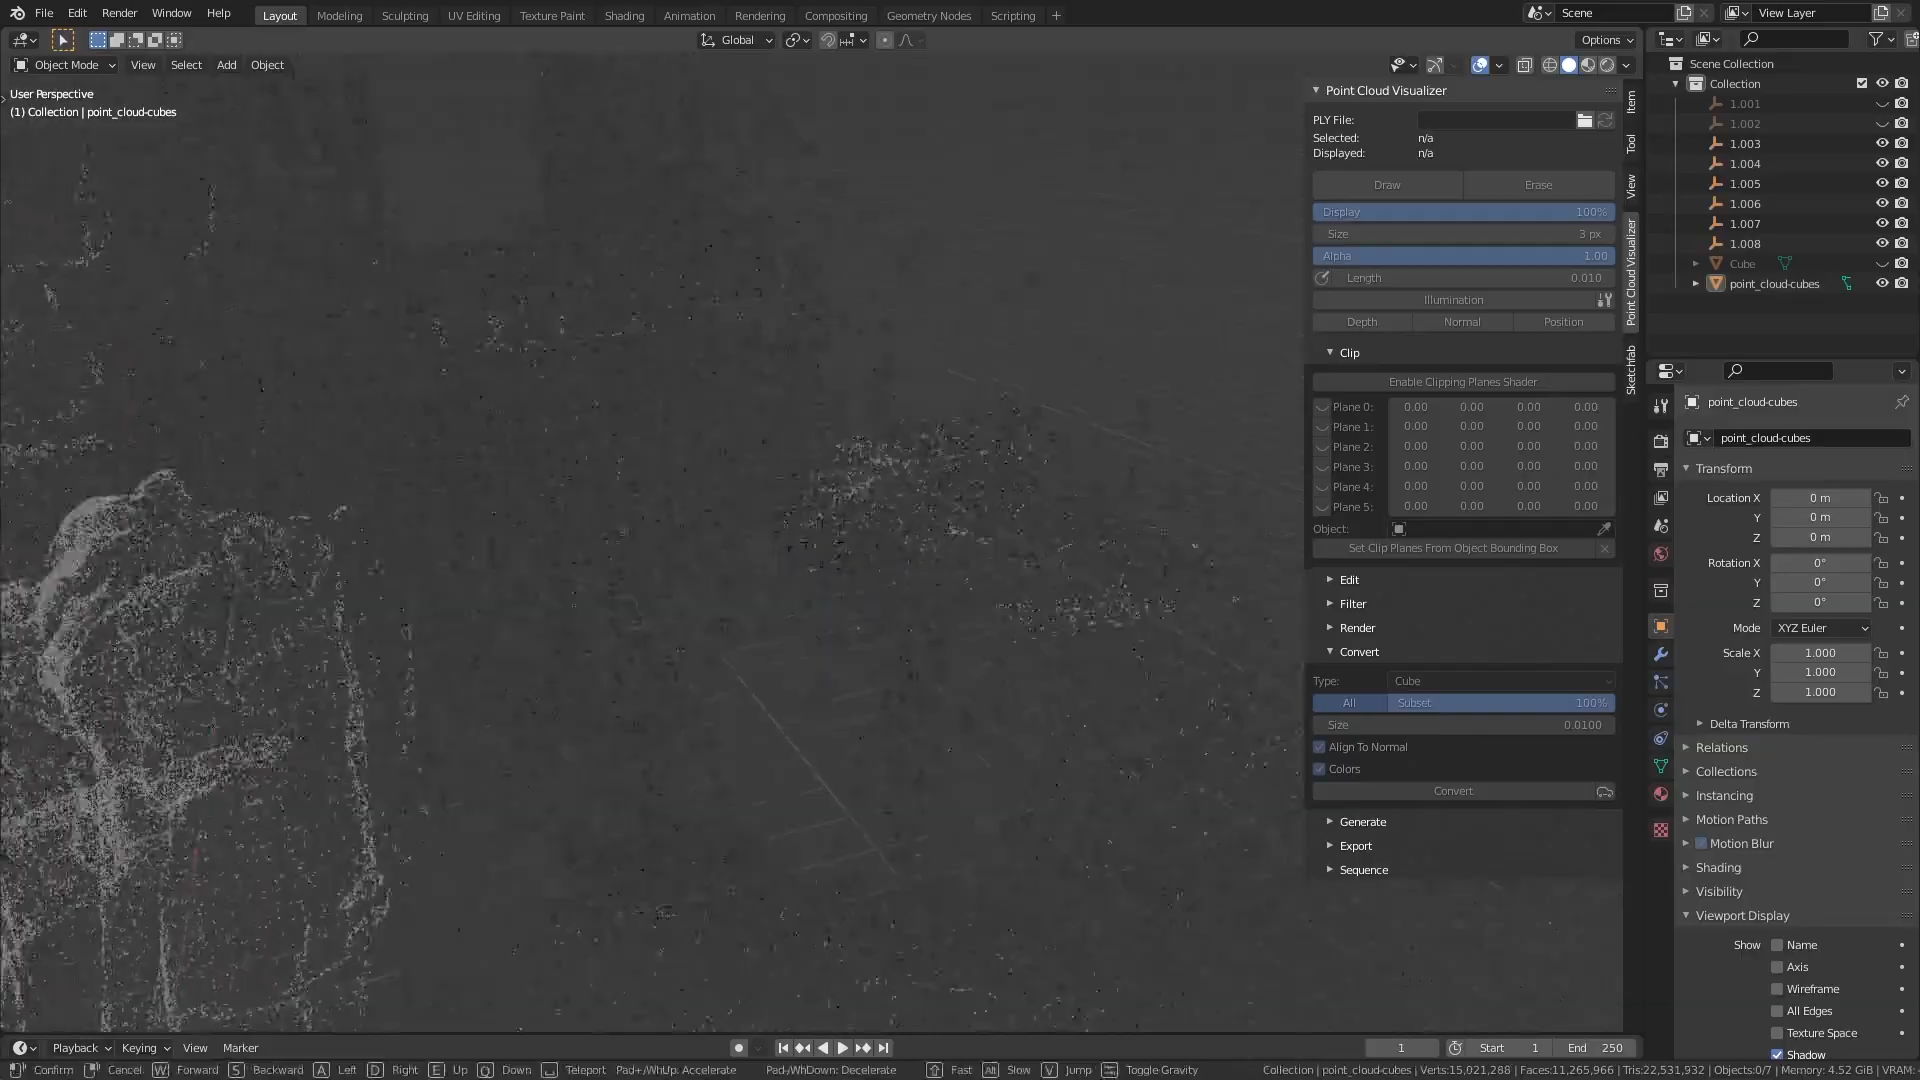 File Edit Render Window Help Layout Modeling Sculpting UV Editing Texture Paint Shading Animation Rendering Compositing Geometry Nodes Scripting + Scene View Layer
Global Options
Object Mode View Select Add Object
User Perspective
(1) Collection | point_cloud-cubes
Point Cloud Visualizer
PLY File:
Selected: n/a
Displayed: n/a
Draw Erase
Display 100%
Size 3 px
Alpha 1.00
Length 0.010
Illumination
Depth Normal Position
Clip
Enable Clipping Planes Shader
Plane 0: 0.00 0.00 0.00 0.00
Plane 1: 0.00 0.00 0.00 0.00
Plane 2: 0.00 0.00 0.00 0.00
Plane 3: 0.00 0.00 0.00 0.00
Plane 4: 0.00 0.00 0.00 0.00
Plane 5: 0.00 0.00 0.00 0.00
Object:
Set Clip Planes From Object Bounding Box
Edit
Filter
Render
Convert
Type: Cube
All Subset 100%
Size 0.0100
Align To Normal
Colors
Convert
Generate
Export
Sequence
Item
Tool
View
Point Cloud Visualizer
Sketchfab
Scene Collection
Collection
1.001
1.002
1.003
1.004
1.005
1.006
1.007
1.008
Cube
point_cloud-cubes
point_cloud-cubes
point_cloud-cubes
Transform
Location X 0 m
Y 0 m
Z 0 m
Rotation X 0°
Y 0°
Z 0°
Mode XYZ Euler
Scale X 1.000
Y 1.000
Z 1.000
Delta Transform
Relations
Collections
Instancing
Motion Paths
Motion Blur
Shading
Visibility
Viewport Display
Show Name
Axis
Wireframe
All Edges
Texture Space
Shadow
Playback Keying View Marker 1 Start 1 End 250
Confirm Cancel W Forward S Backward A Left D Right E Up Q Down Teleport Pad+/WhUp: Accelerate Pad-/WhDown: Decelerate Fast Alt Slow V Jump Toggle Gravity Collection | point_cloud-cubes | Verts:15,021,288 | Faces:11,265,966 | Tris:22,531,932 | Objects:0/7 | Memory: 4.52 GiB | VRAM: